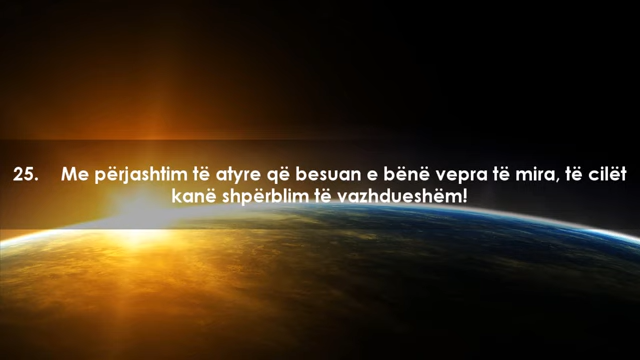 25. Me përjashtim të atyre që besuan e bënë vepra të mira, të cilët
kanë shpërblim të vazhdueshëm!